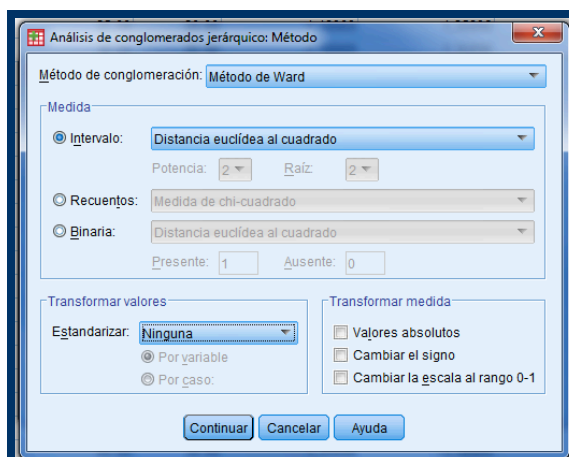 Análisis de conglomerados jerárquico: Método
Método de conglomeración: Método de Ward
Medida
Intervalo: Distancia euclídea al cuadrado
Potencia: 2 Raíz: 2
Recuentos: Medida de chi-cuadrado
Binaria: Distancia euclídea al cuadrado
Presente: 1 Ausente: 0
Transformar valores
Estandarizar: Ninguna
Por variable
Por caso:
Transformar medida
Valores absolutos
Cambiar el signo
Cambiar la escala al rango 0-1
Continuar Cancelar Ayuda